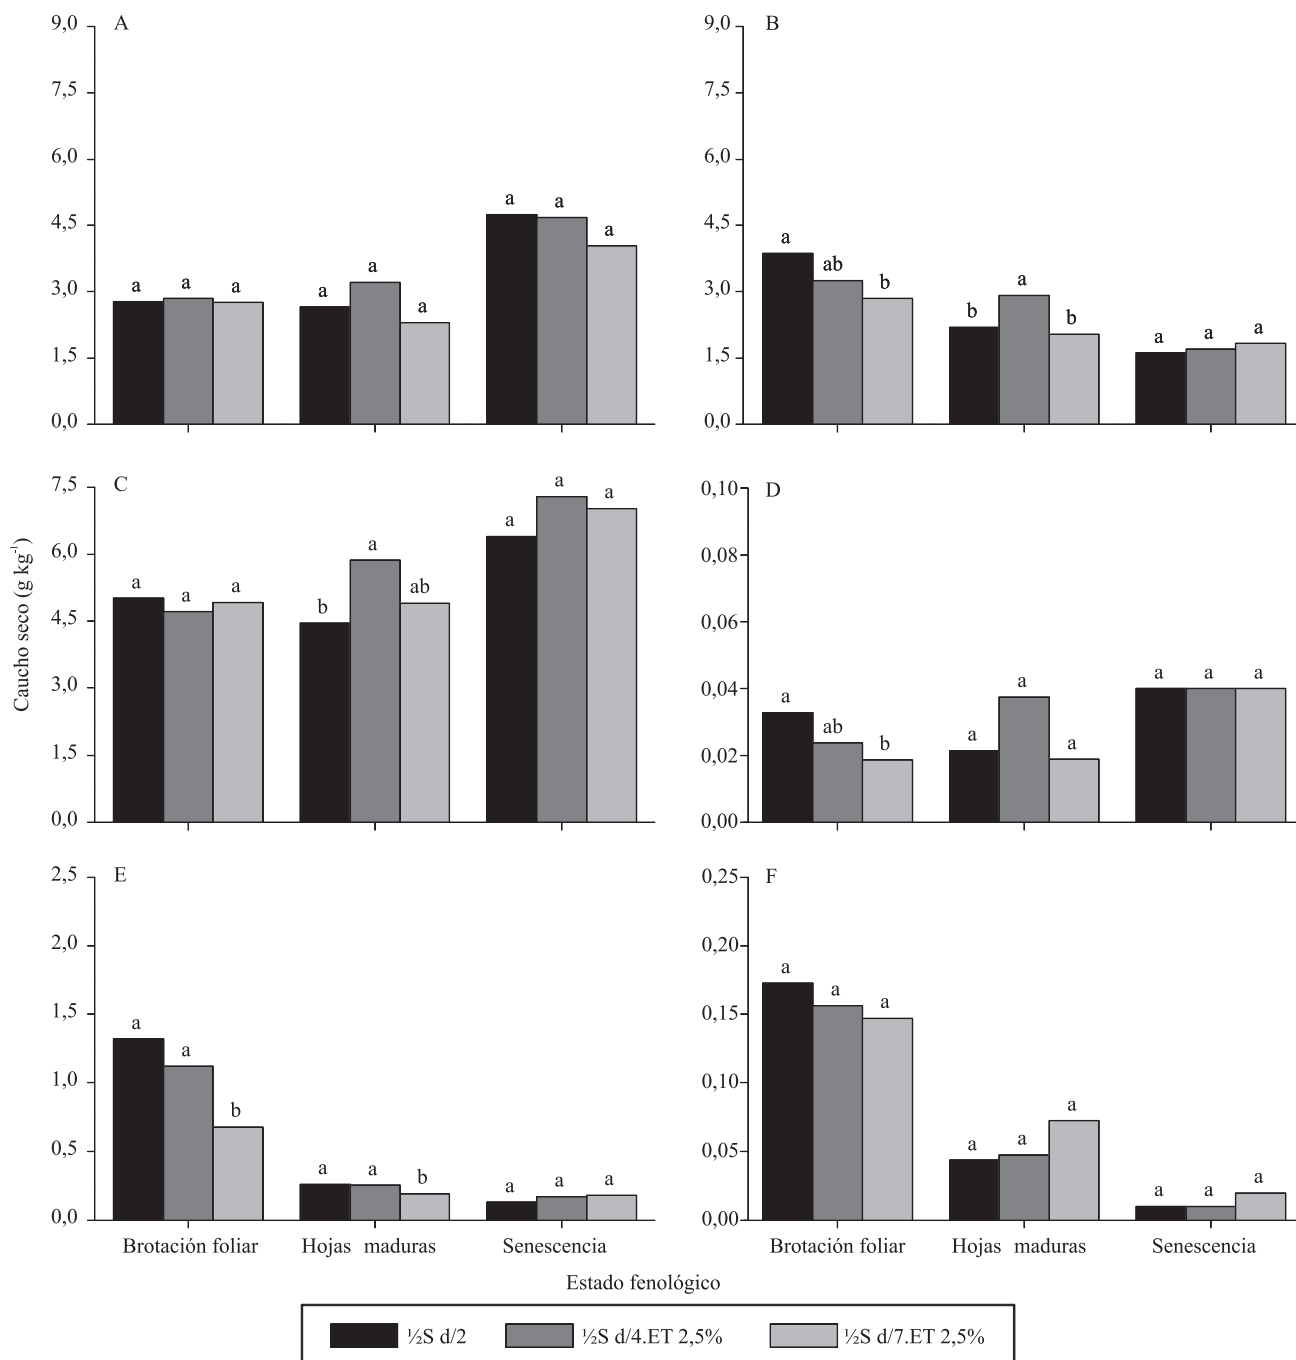 A
9,0
7,5
6,0
4,5
3,0
1,5
0,0
a a a
a a a
a a a
B
9,0
7,5
6,0
4,5
3,0
1,5
0,0
a ab b
b a b
a a a
Caucho seco (g kg⁻¹)
C
7,5
6,0
4,5
3,0
1,5
0,0
a a a
b a ab
a a a
D
0,10
0,08
0,06
0,04
0,02
0,00
a ab b
a a a
a a a
E
2,5
2,0
1,5
1,0
0,5
0,0
a a b
a a b
a a a
Brotación foliar Hojas maduras Senescencia
F
0,25
0,20
0,15
0,10
0,05
0,00
a a a
a a a
a a a
Brotación foliar Hojas maduras Senescencia
Estado fenológico
½S d/2 ½S d/4.ET 2,5% ½S d/7.ET 2,5%